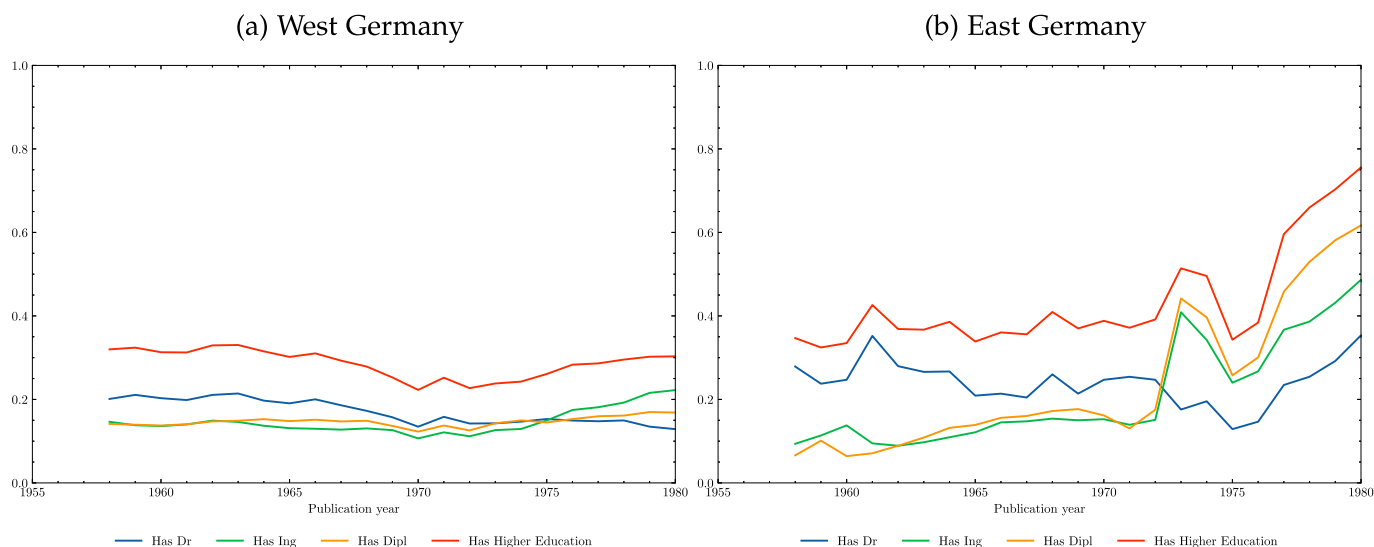 (a) West Germany
1.0
0.8
0.6
0.4
0.2
0.0
1955 1960 1965 1970 1975 1980
Publication year
Has Dr Has Ing Has Dipl Has Higher Education
(b) East Germany
1.0
0.8
0.6
0.4
0.2
0.0
1955 1960 1965 1970 1975 1980
Publication year
Has Dr Has Ing Has Dipl Has Higher Education